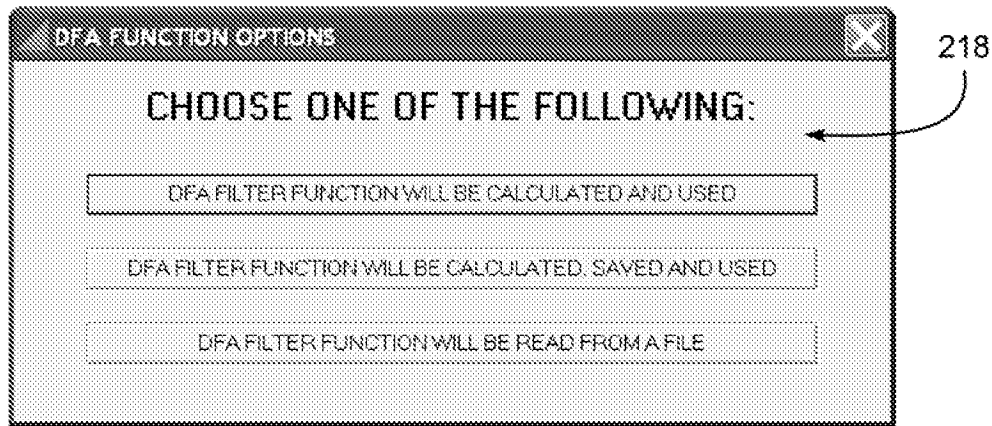 DFA FUNCTION OPTIONS
218
CHOOSE ONE OF THE FOLLOWING:
DFA FILTER FUNCTION WILL BE CALCULATED AND USED
DFA FILTER FUNCTION WILL BE CALCULATED, SAVED AND USED
DFA FILTER FUNCTION WILL BE READ FROM A FILE